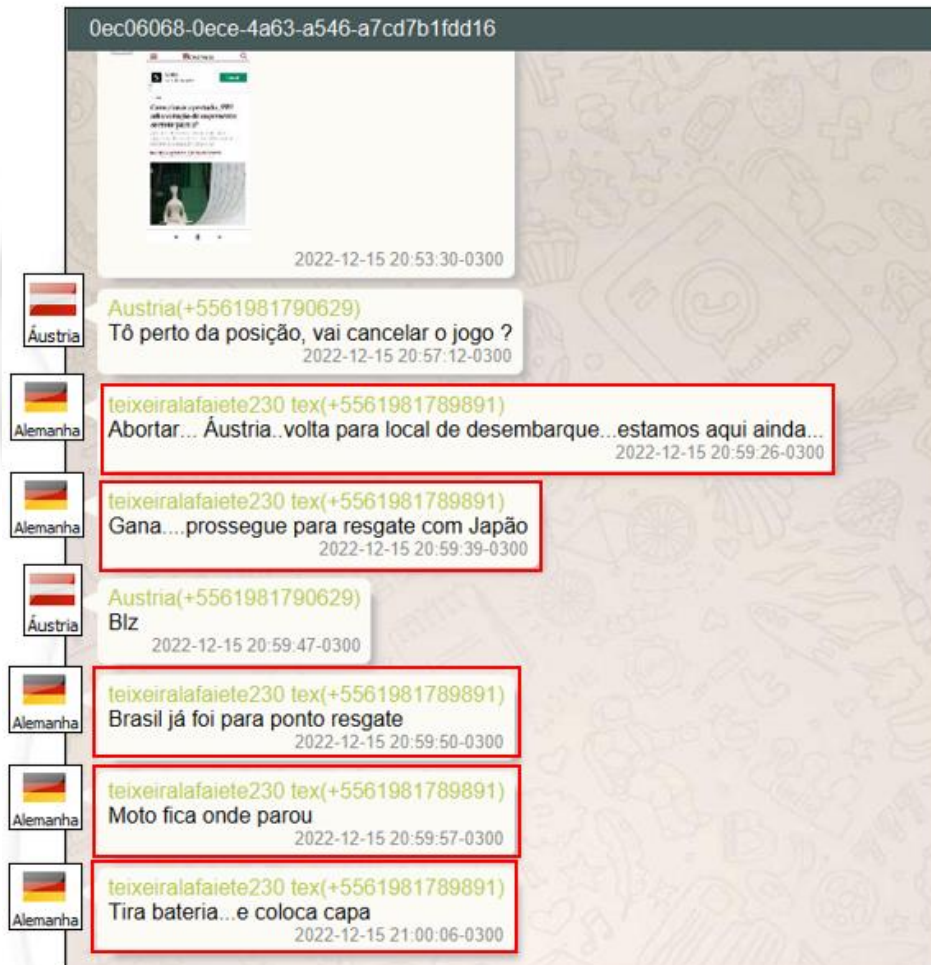 0ec06068-0ece-4a63-a546-a7cd7b1fdd16
2022-12-15 20:53:30-0300
Áustria
Austria(+5561981790629)
Tô perto da posição, vai cancelar o jogo ?
2022-12-15 20:57:12-0300
Alemanha
teixeiralafaiete230 tex(+5561981789891)
Abortar... Áustria..volta para local de desembarque...estamos aqui ainda...
2022-12-15 20:59:26-0300
Alemanha
teixeiralafaiete230 tex(+5561981789891)
Gana....prossegue para resgate com Japão
2022-12-15 20:59:39-0300
Áustria
Austria(+5561981790629)
Blz
2022-12-15 20:59:47-0300
Alemanha
teixeiralafaiete230 tex(+5561981789891)
Brasil já foi para ponto resgate
2022-12-15 20:59:50-0300
Alemanha
teixeiralafaiete230 tex(+5561981789891)
Moto fica onde parou
2022-12-15 20:59:57-0300
Alemanha
teixeiralafaiete230 tex(+5561981789891)
Tira bateria...e coloca capa
2022-12-15 21:00:06-0300